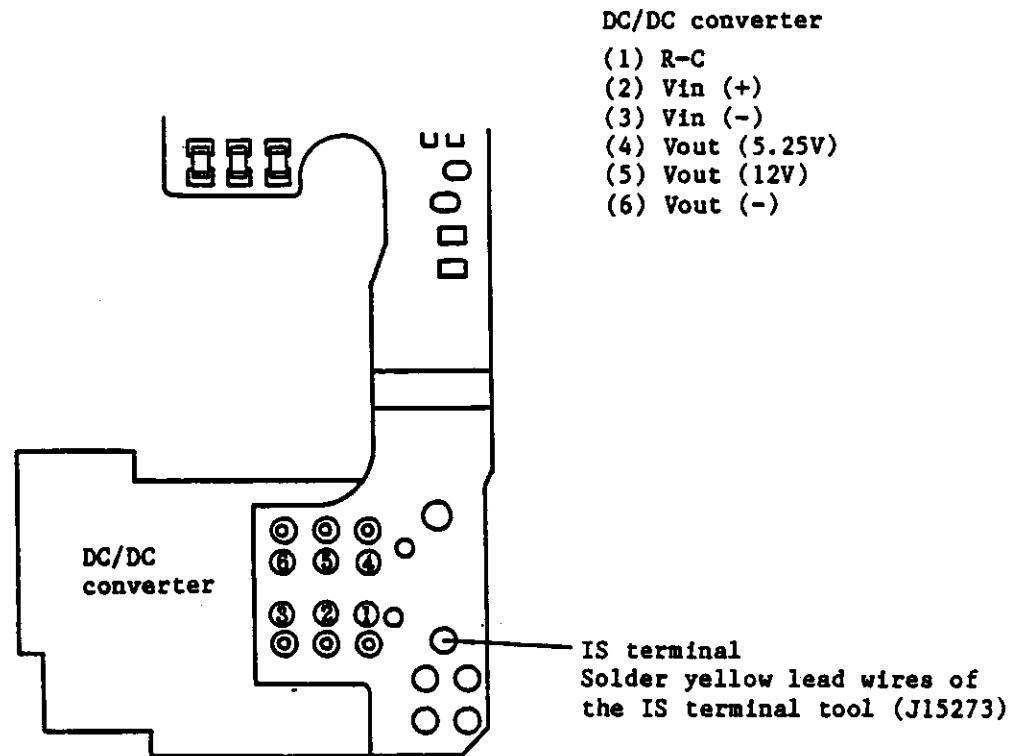 DC/DC converter
(1) R-C
(2) Vin (+)
(3) Vin (-)
(4) Vout (5.25V)
(5) Vout (12V)
(6) Vout (-)
DC/DC
converter
6 5 4
3 2 1
IS terminal
Solder yellow lead wires of
the IS terminal tool (J15273)